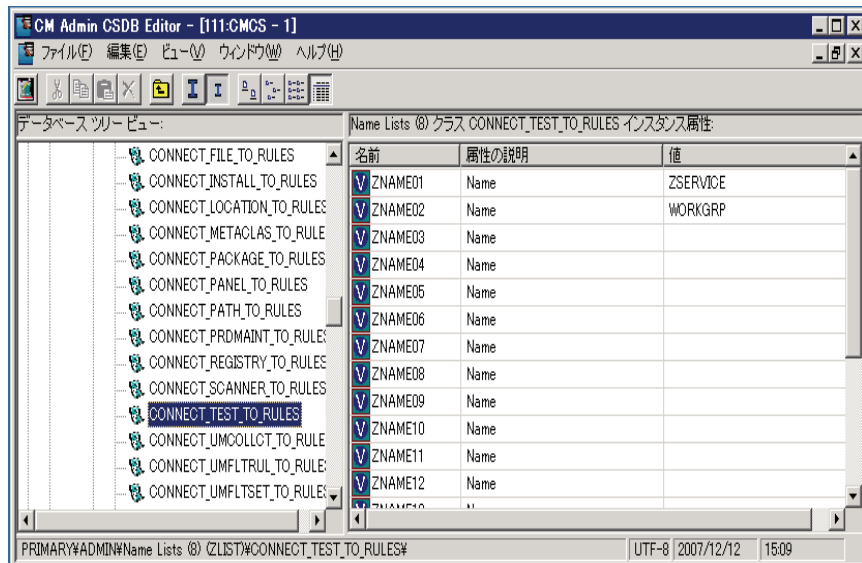 CM Admin CSDB Editor - [111:CMCS - 1]
ファイル(F) 編集(E) ビュー(V) ウィンドウ(W) ヘルプ(H)
データベース ツリー ビュー:
CONNECT_FILE_TO_RULES
CONNECT_INSTALL_TO_RULES
CONNECT_LOCATION_TO_RULES
CONNECT_METACLAS_TO_RULE
CONNECT_PACKAGE_TO_RULES
CONNECT_PANEL_TO_RULES
CONNECT_PATH_TO_RULES
CONNECT_PRDMAINT_TO_RULES
CONNECT_REGISTRY_TO_RULES
CONNECT_SCANNER_TO_RULES
CONNECT_TEST_TO_RULES
CONNECT_UMCOLLCT_TO_RULE
CONNECT_UMFLTRUL_TO_RULE
CONNECT_UMFLTSET_TO_RULE
Name Lists (8) クラス CONNECT_TEST_TO_RULES インスタンス属性:
名前 属性の説明 値
ZNAME01 Name ZSERVICE
ZNAME02 Name WORKGRP
ZNAME03 Name
ZNAME04 Name
ZNAME05 Name
ZNAME06 Name
ZNAME07 Name
ZNAME08 Name
ZNAME09 Name
ZNAME10 Name
ZNAME11 Name
ZNAME12 Name
PRIMARY¥ADMIN¥Name Lists (8) (ZLIST)¥CONNECT_TEST_TO_RULES¥ UTF-8 2007/12/12 15:09